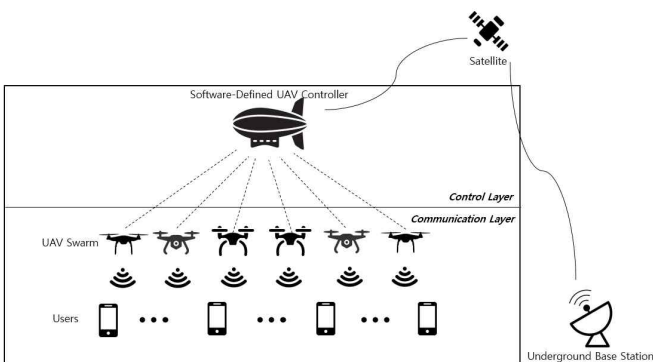 Satellite
Software-Defined UAV Controller
Control Layer
Communication Layer
UAV Swarm
Users
Underground Base Station